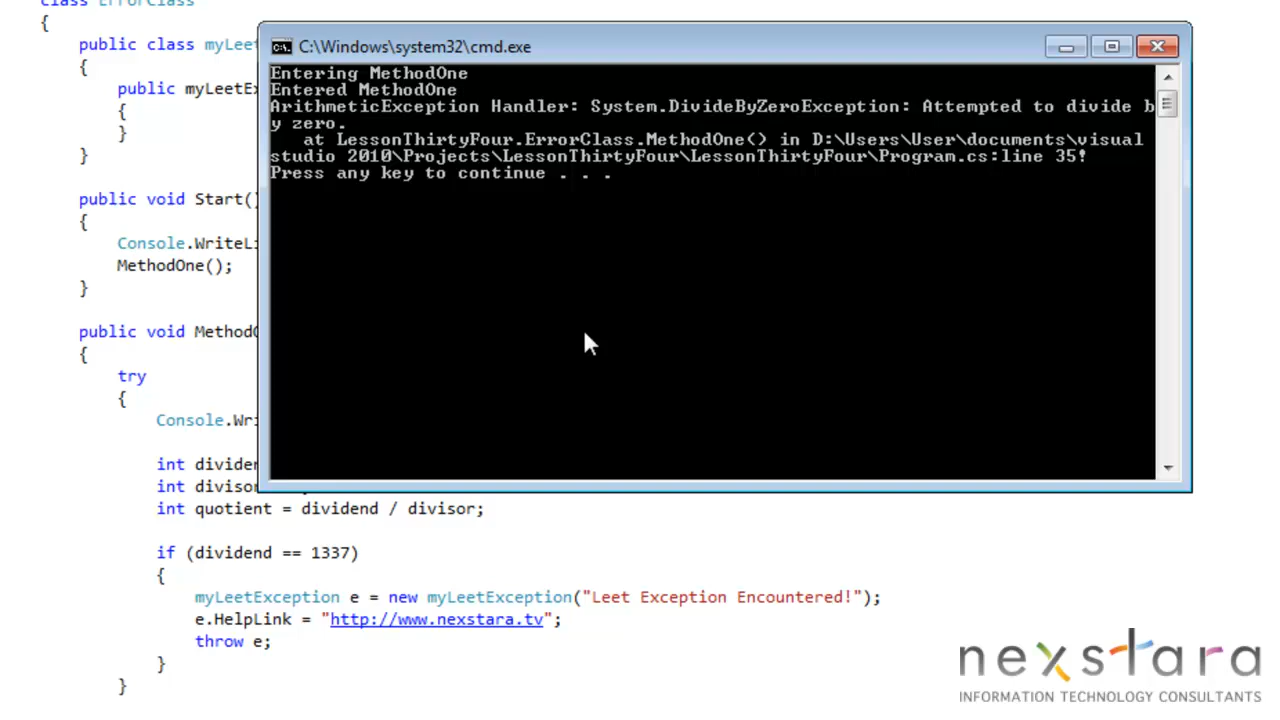 class ErrorClass
{
public class myLeet
{
public myLeetEx
{
}
}
public void Start()
{
Console.WriteLi
MethodOne();
}
public void MethodO
{
try
{
Console.Wri
int dividen
int divisor
int quotient = dividend / divisor;
if (dividend == 1337)
{
myLeetException e = new myLeetException("Leet Exception Encountered!");
e.HelpLink = "http://www.nexstara.tv";
throw e;
}
}
C:\Windows\system32\cmd.exe
Entering MethodOne
Entered MethodOne
ArithmeticException Handler: System.DivideByZeroException: Attempted to divide b
y zero.
at LessonThirtyFour.ErrorClass.MethodOne() in D:\Users\User\documents\visual
studio 2010\Projects\LessonThirtyFour\LessonThirtyFour\Program.cs:line 35!
Press any key to continue . . .
nexstara
INFORMATION TECHNOLOGY CONSULTANTS